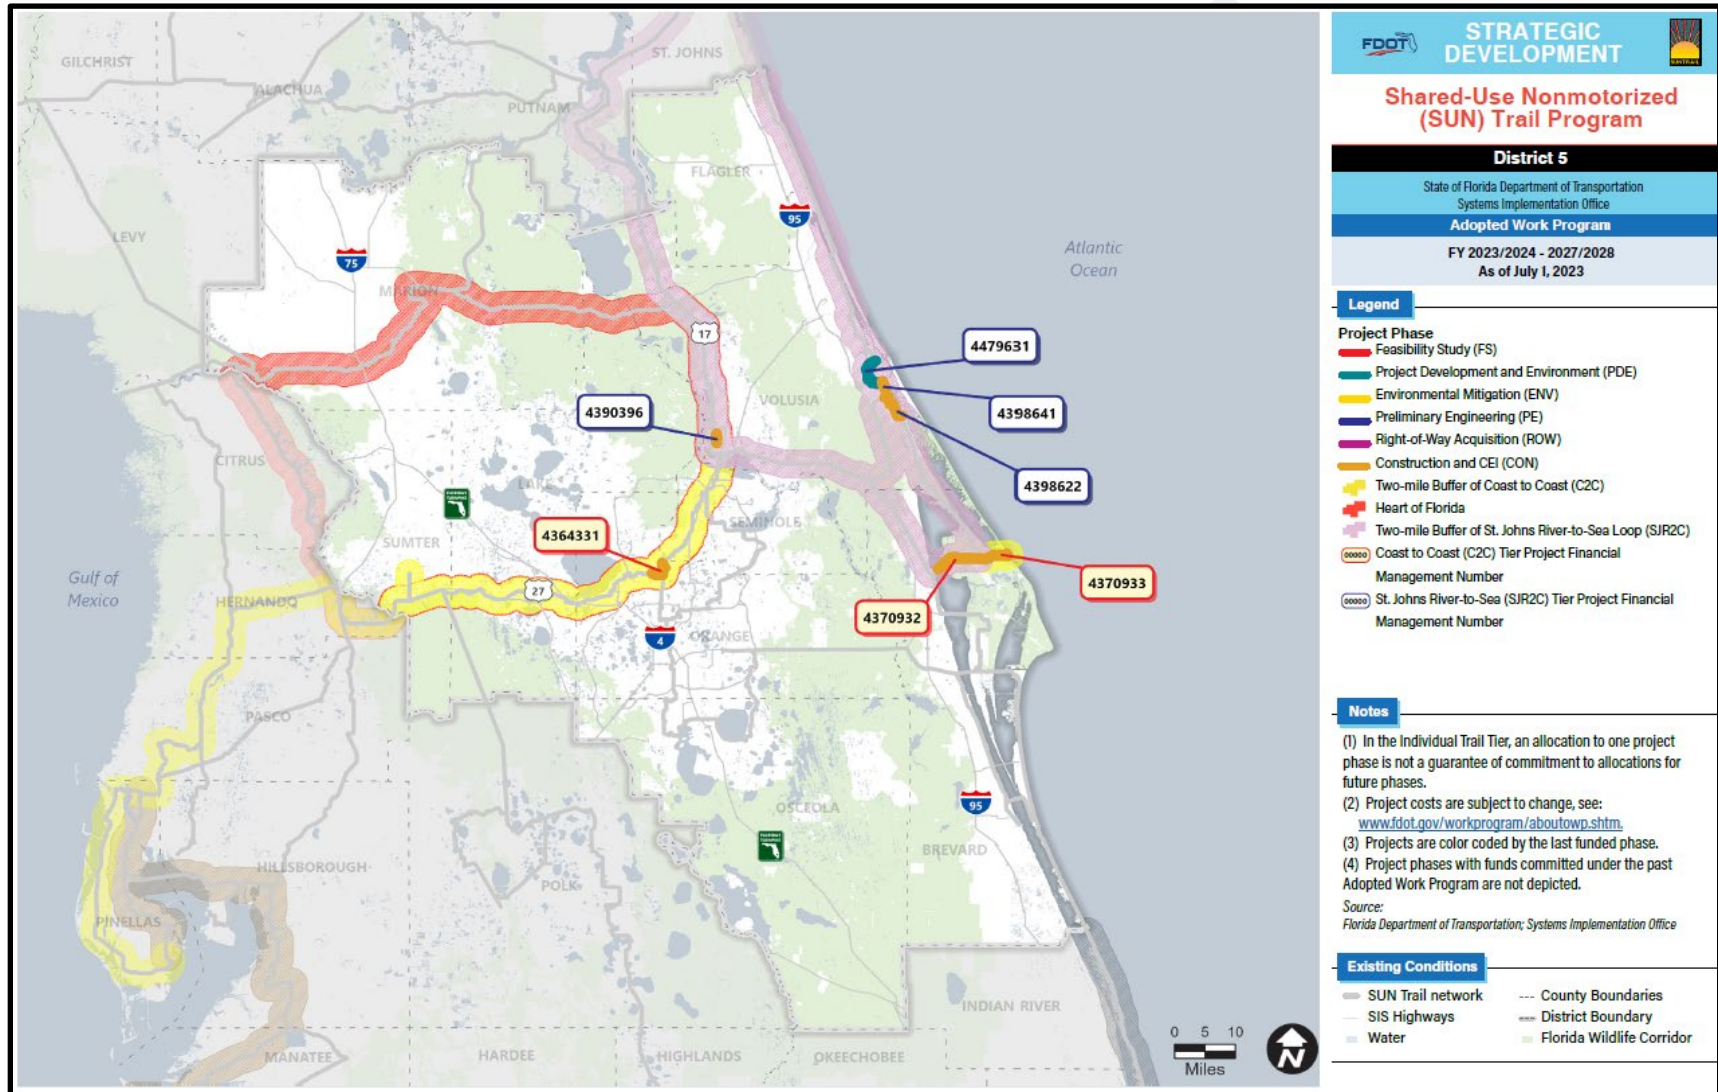 GILCHRIST
ALACHUA
PUTNAM
ST. JOHNS
FLAGLER
LEVY
MARION
VOLUSIA
CITRUS
LAKE
SEMINOLE
SUMTER
HERNANDO
ORANGE
PASCO
OSCEOLA
BREVARD
HILLSBOROUGH
POLK
PINELLAS
INDIAN RIVER
MANATEE
HARDEE
HIGHLANDS
OKEECHOBEE
Atlantic
Ocean
Gulf of
Mexico
75
95
17
27
4
95
4479631
4398641
4398622
4390396
4364331
4370933
4370932
0 5 10
Miles
N
FDOT
STRATEGIC
DEVELOPMENT
SUNTRAIL
Shared-Use Nonmotorized
(SUN) Trail Program
District 5
State of Florida Department of Transportation
Systems Implementation Office
Adopted Work Program
FY 2023/2024 - 2027/2028
As of July 1, 2023
Legend
Project Phase
Feasibility Study (FS)
Project Development and Environment (PDE)
Environmental Mitigation (ENV)
Preliminary Engineering (PE)
Right-of-Way Acquisition (ROW)
Construction and CEI (CON)
Two-mile Buffer of Coast to Coast (C2C)
Heart of Florida
Two-mile Buffer of St. Johns River-to-Sea Loop (SJR2C)
00000 Coast to Coast (C2C) Tier Project Financial
Management Number
00000 St. Johns River-to-Sea (SJR2C) Tier Project Financial
Management Number
Notes
(1) In the Individual Trail Tier, an allocation to one project
phase is not a guarantee of commitment to allocations for
future phases.
(2) Project costs are subject to change, see:
www.fdot.gov/workprogram/aboutowp.shtm.
(3) Projects are color coded by the last funded phase.
(4) Project phases with funds committed under the past
Adopted Work Program are not depicted.
Source:
Florida Department of Transportation; Systems Implementation Office
Existing Conditions
SUN Trail network
SIS Highways
Water
County Boundaries
District Boundary
Florida Wildlife Corridor